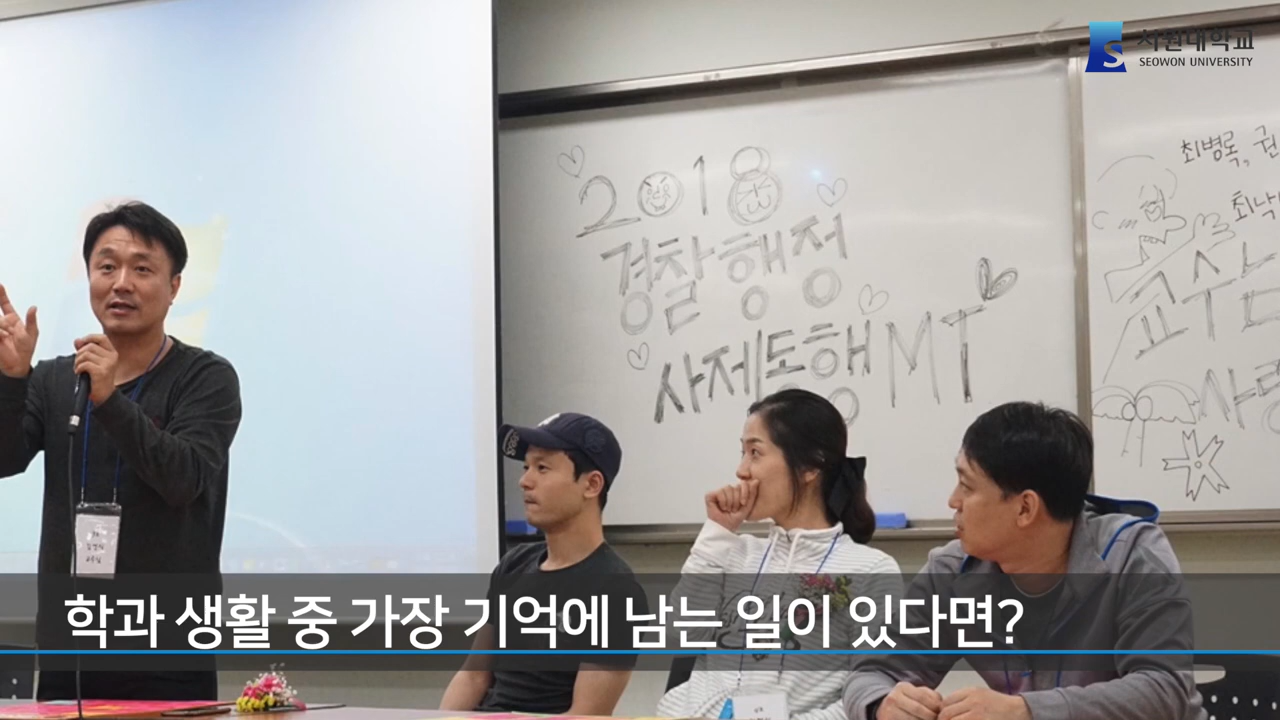 서원대학교
SEOWON UNIVERSITY
2018
경찰행정
사제동행MT
최병록, 권
최낙
교수님
사랑
학과 생활 중 가장 기억에 남는 일이 있다면?